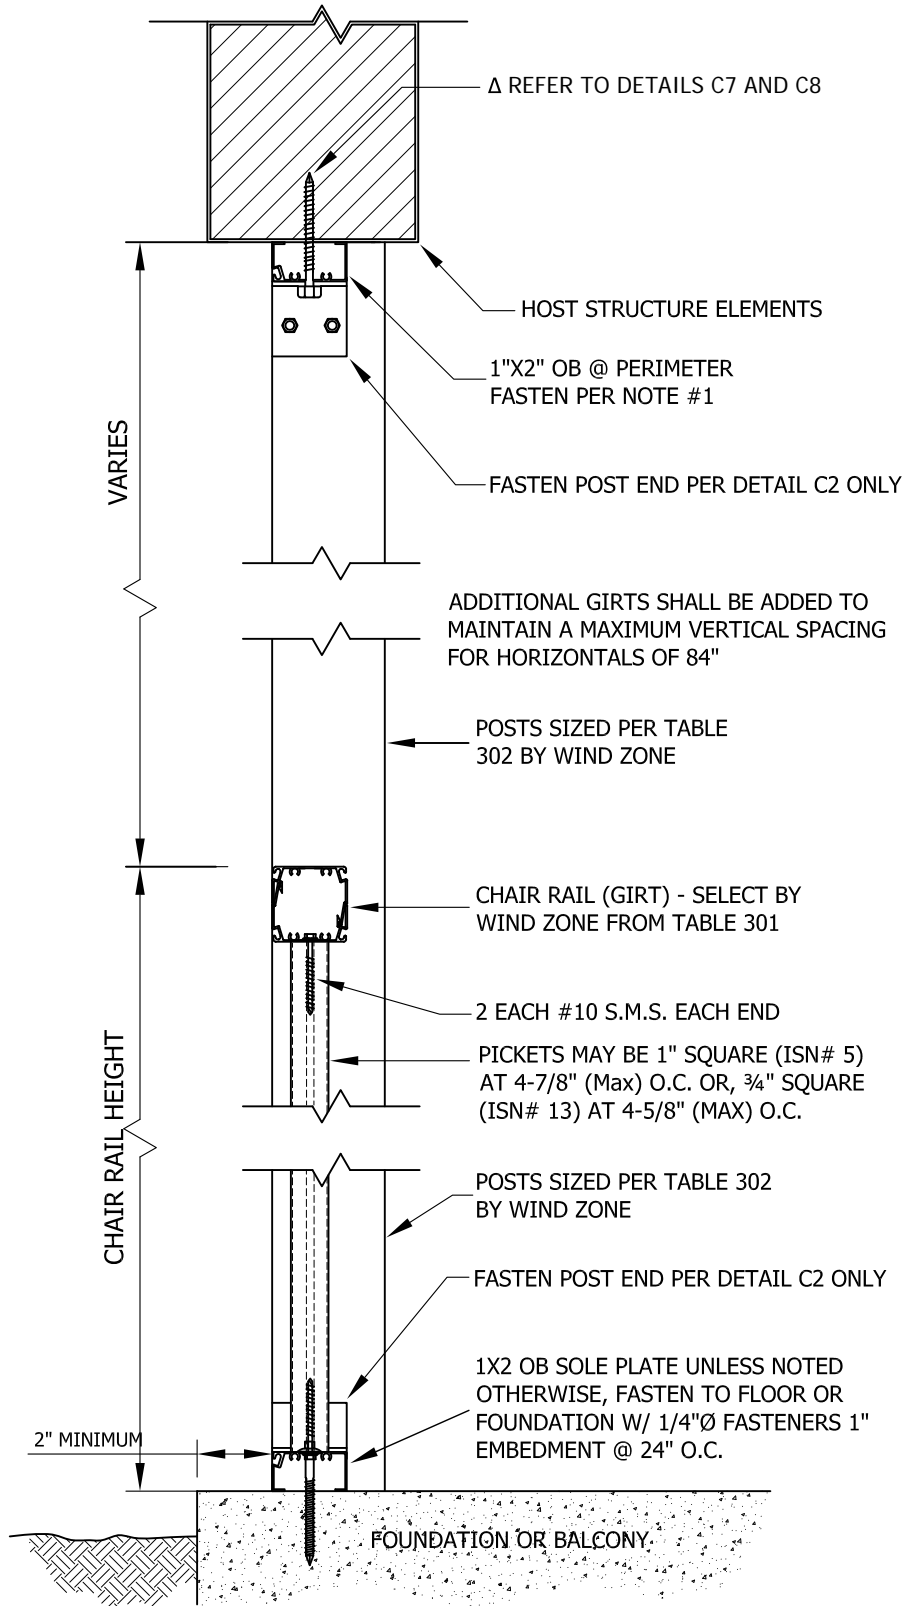 Δ REFER TO DETAILS C7 AND C8
HOST STRUCTURE ELEMENTS
1"X2" OB @ PERIMETER
FASTEN PER NOTE #1
FASTEN POST END PER DETAIL C2 ONLY
VARIES
ADDITIONAL GIRTS SHALL BE ADDED TO
MAINTAIN A MAXIMUM VERTICAL SPACING
FOR HORIZONTALS OF 84"
POSTS SIZED PER TABLE
302 BY WIND ZONE
CHAIR RAIL (GIRT) - SELECT BY
WIND ZONE FROM TABLE 301
2 EACH #10 S.M.S. EACH END
PICKETS MAY BE 1" SQUARE (ISN# 5)
AT 4-7/8" (Max) O.C. OR, ¾" SQUARE
(ISN# 13) AT 4-5/8" (MAX) O.C.
CHAIR RAIL HEIGHT
POSTS SIZED PER TABLE 302
BY WIND ZONE
FASTEN POST END PER DETAIL C2 ONLY
1X2 OB SOLE PLATE UNLESS NOTED
OTHERWISE, FASTEN TO FLOOR OR
FOUNDATION W/ 1/4"Ø FASTENERS 1"
EMBEDMENT @ 24" O.C.
2" MINIMUM
FOUNDATION OR BALCONY